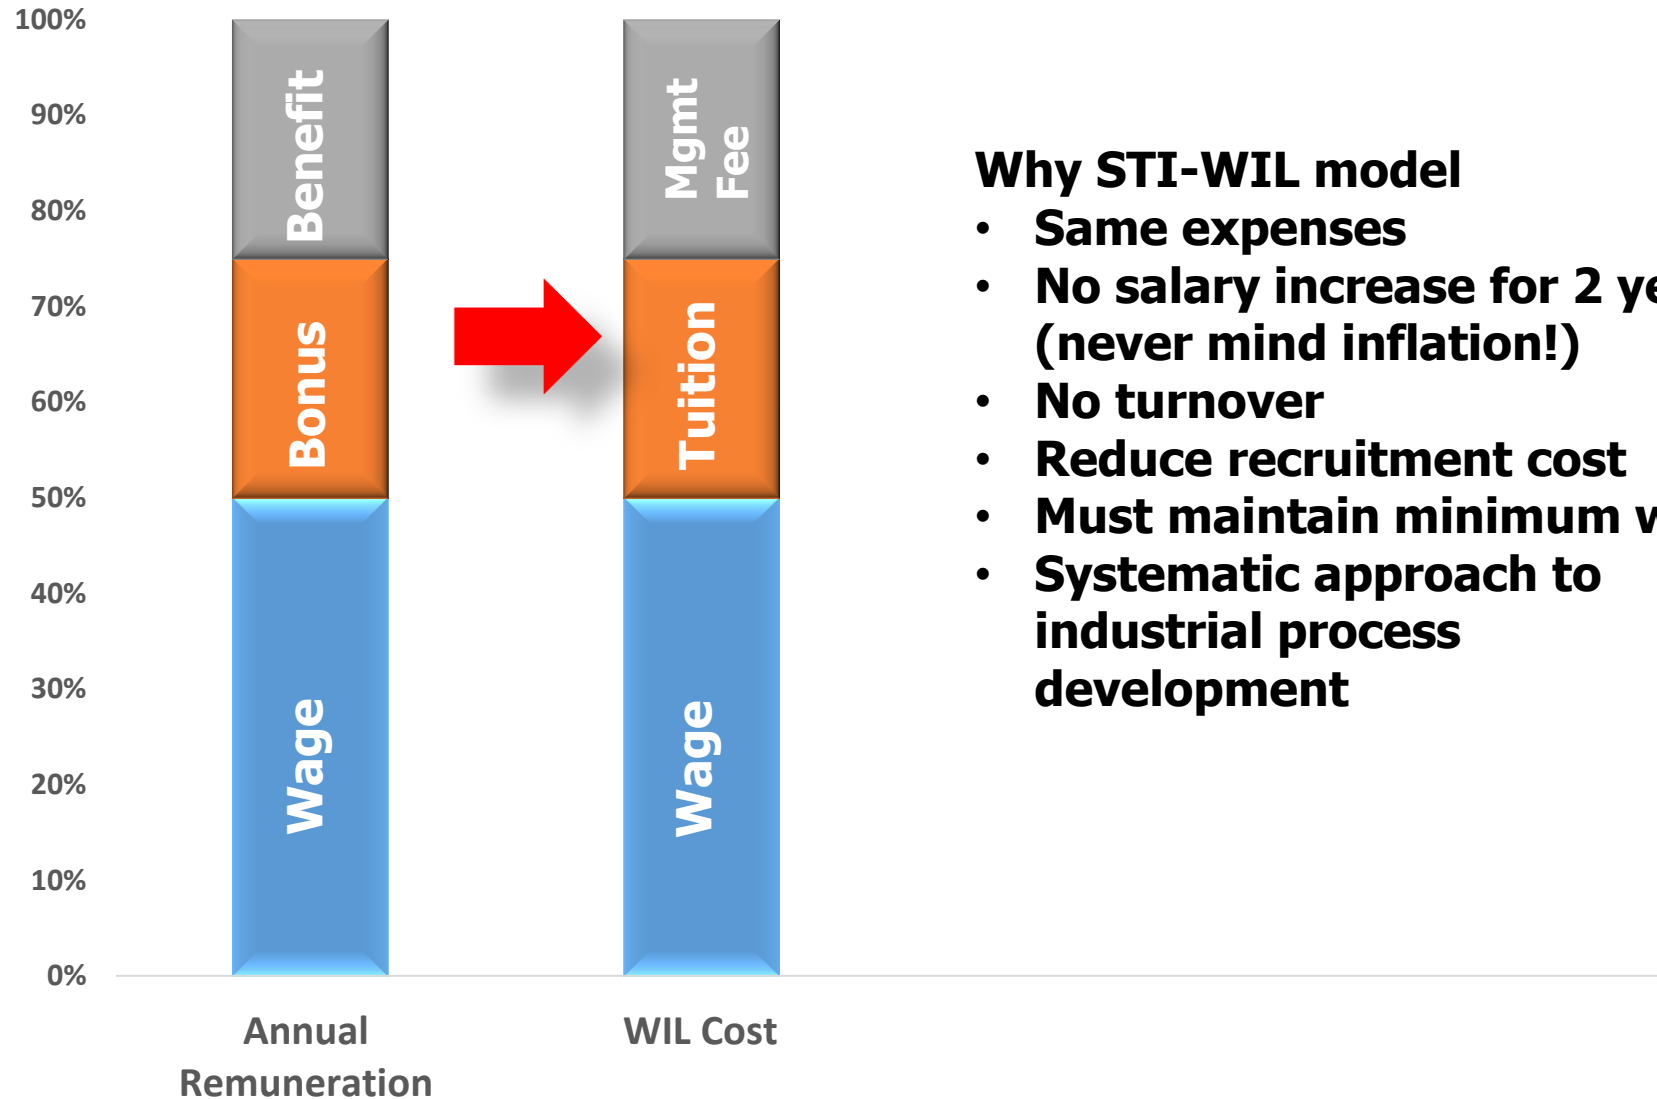 100%
90%
80%
70%
60%
50%
40%
30%
20%
10%
0%
Benefit
Bonus
Wage
Annual
Remuneration
Mgmt
Fee
Tuition
Wage
WIL Cost
Why STI-WIL model
• Same expenses
• No salary increase for 2
(never mind inflation!)
• No turnover
• Reduce recruitment cost
• Must maintain minimum
• Systematic approach to
industrial process
development